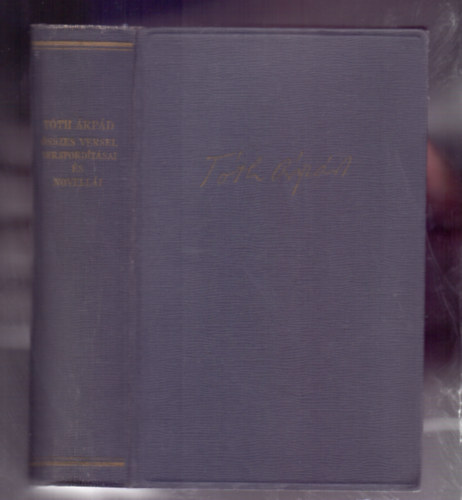 TÓTH ÁRPÁD
ÖSSZES VERSEI,
VERSFORDÍTÁSAI
ÉS
NOVELLÁI
Tóth Árpád